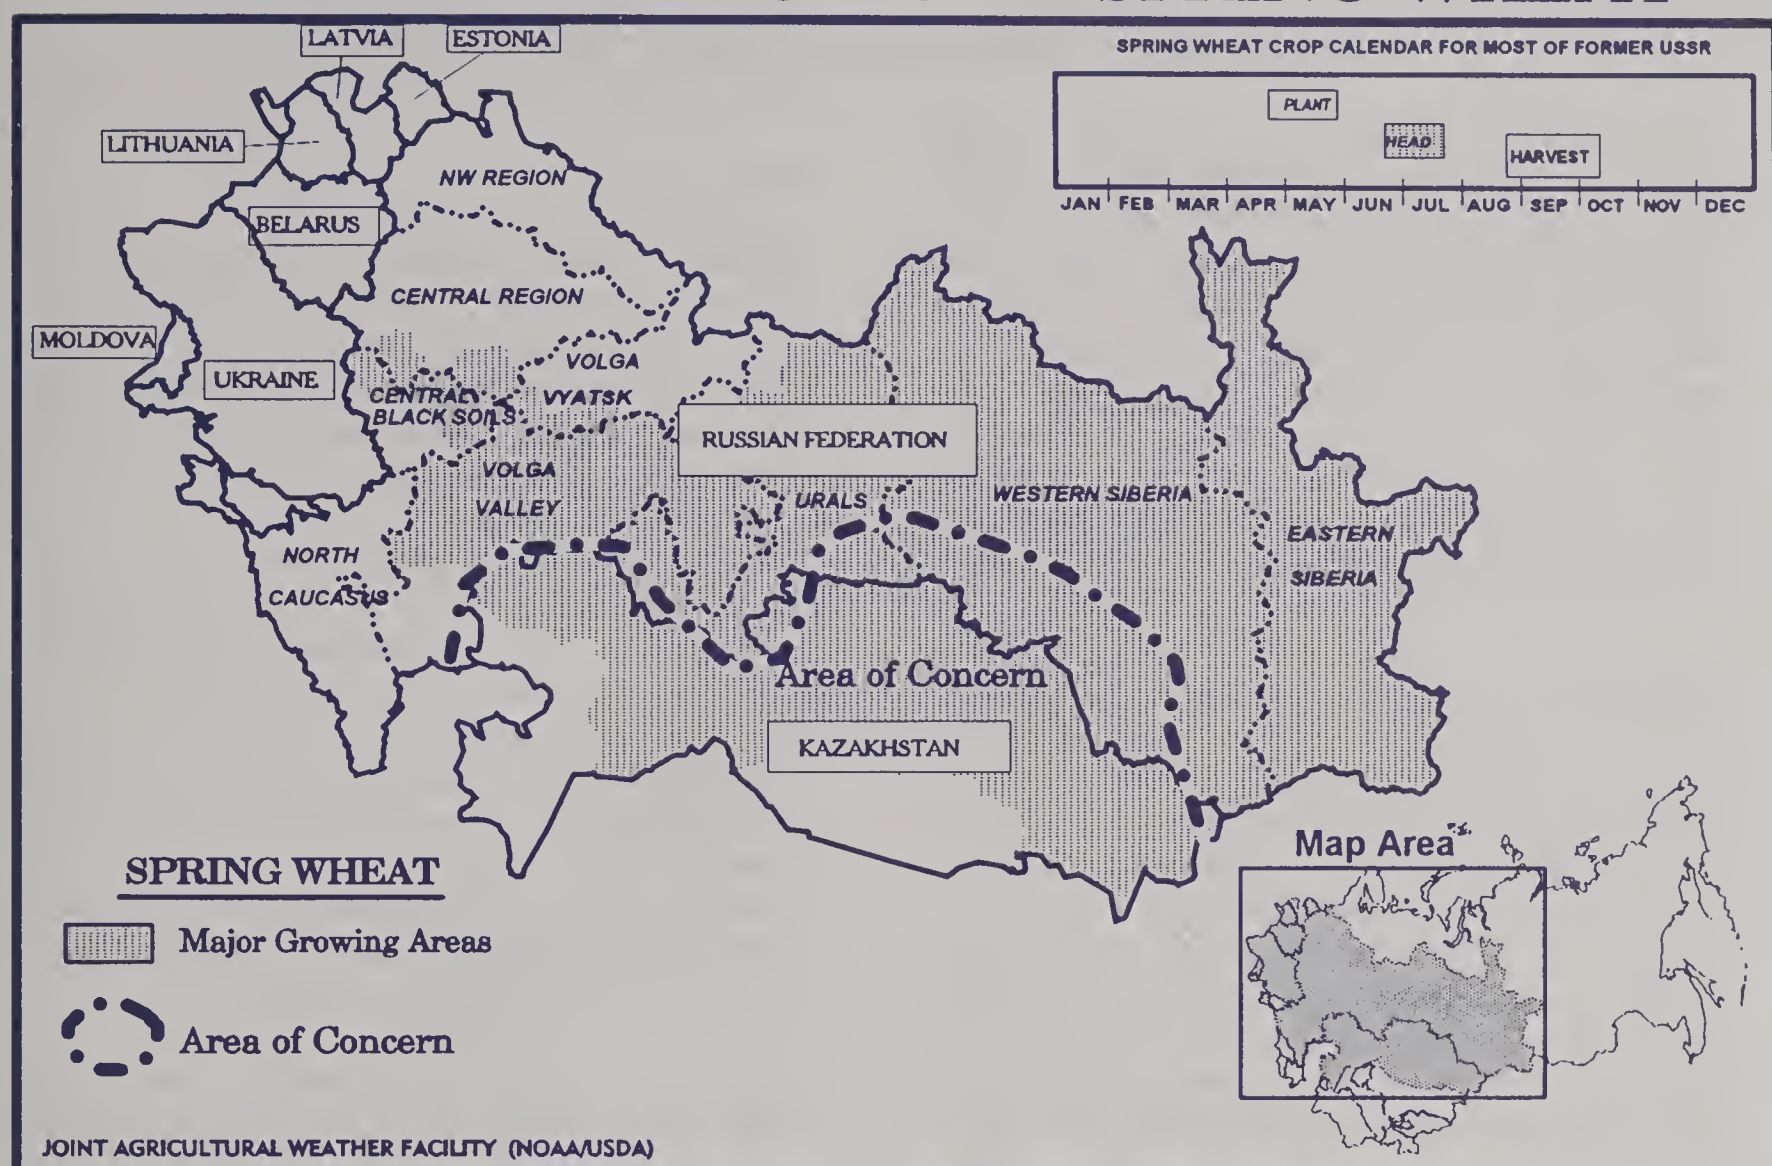 SPRING WHEAT CROP CALENDAR FOR MOST OF FORMER USSR
PLANT
HEAD
HARVEST
JAN FEB MAR APR MAY JUN JUL AUG SEP OCT NOV DEC
LATVIA
ESTONIA
LITHUANIA
NW REGION
BELARUS
CENTRAL REGION
MOLDOVA
UKRAINE
VOLGA
VYATSK
CENTRAL
BLACK SOILS
RUSSIAN FEDERATION
VOLGA
VALLEY
URALS
WESTERN SIBERIA
EASTERN
SIBERIA
NORTH
CAUCASUS
Area of Concern
KAZAKHSTAN
Map Area
SPRING WHEAT
Major Growing Areas
Area of Concern
JOINT AGRICULTURAL WEATHER FACILITY (NOAA/USDA)